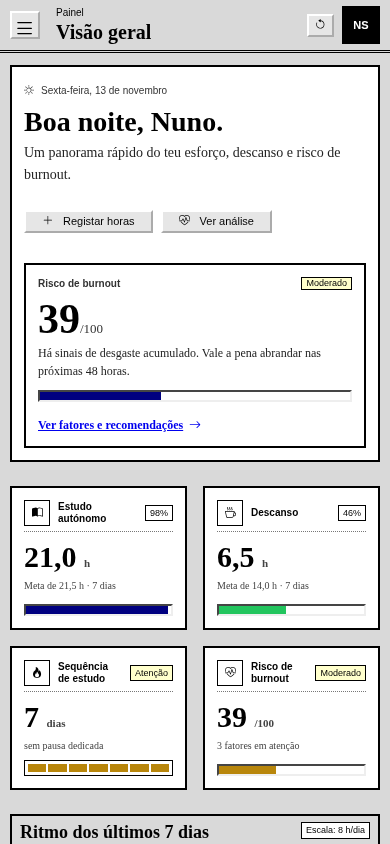 Painel
Visão geral
NS
Sexta-feira, 13 de novembro
Boa noite, Nuno.
Um panorama rápido do teu esforço, descanso e risco de
burnout.
Registar horas
Ver análise
Risco de burnout
Moderado
39/100
Há sinais de desgaste acumulado. Vale a pena abrandar nas
próximas 48 horas.
Ver fatores e recomendações →
Estudo
autónomo
98%
21,0 h
Meta de 21,5 h · 7 dias
Descanso
46%
6,5 h
Meta de 14,0 h · 7 dias
Sequência
de estudo
Atenção
7 dias
sem pausa dedicada
Risco de
burnout
Moderado
39 /100
3 fatores em atenção
Ritmo dos últimos 7 dias
Escala: 8 h/dia